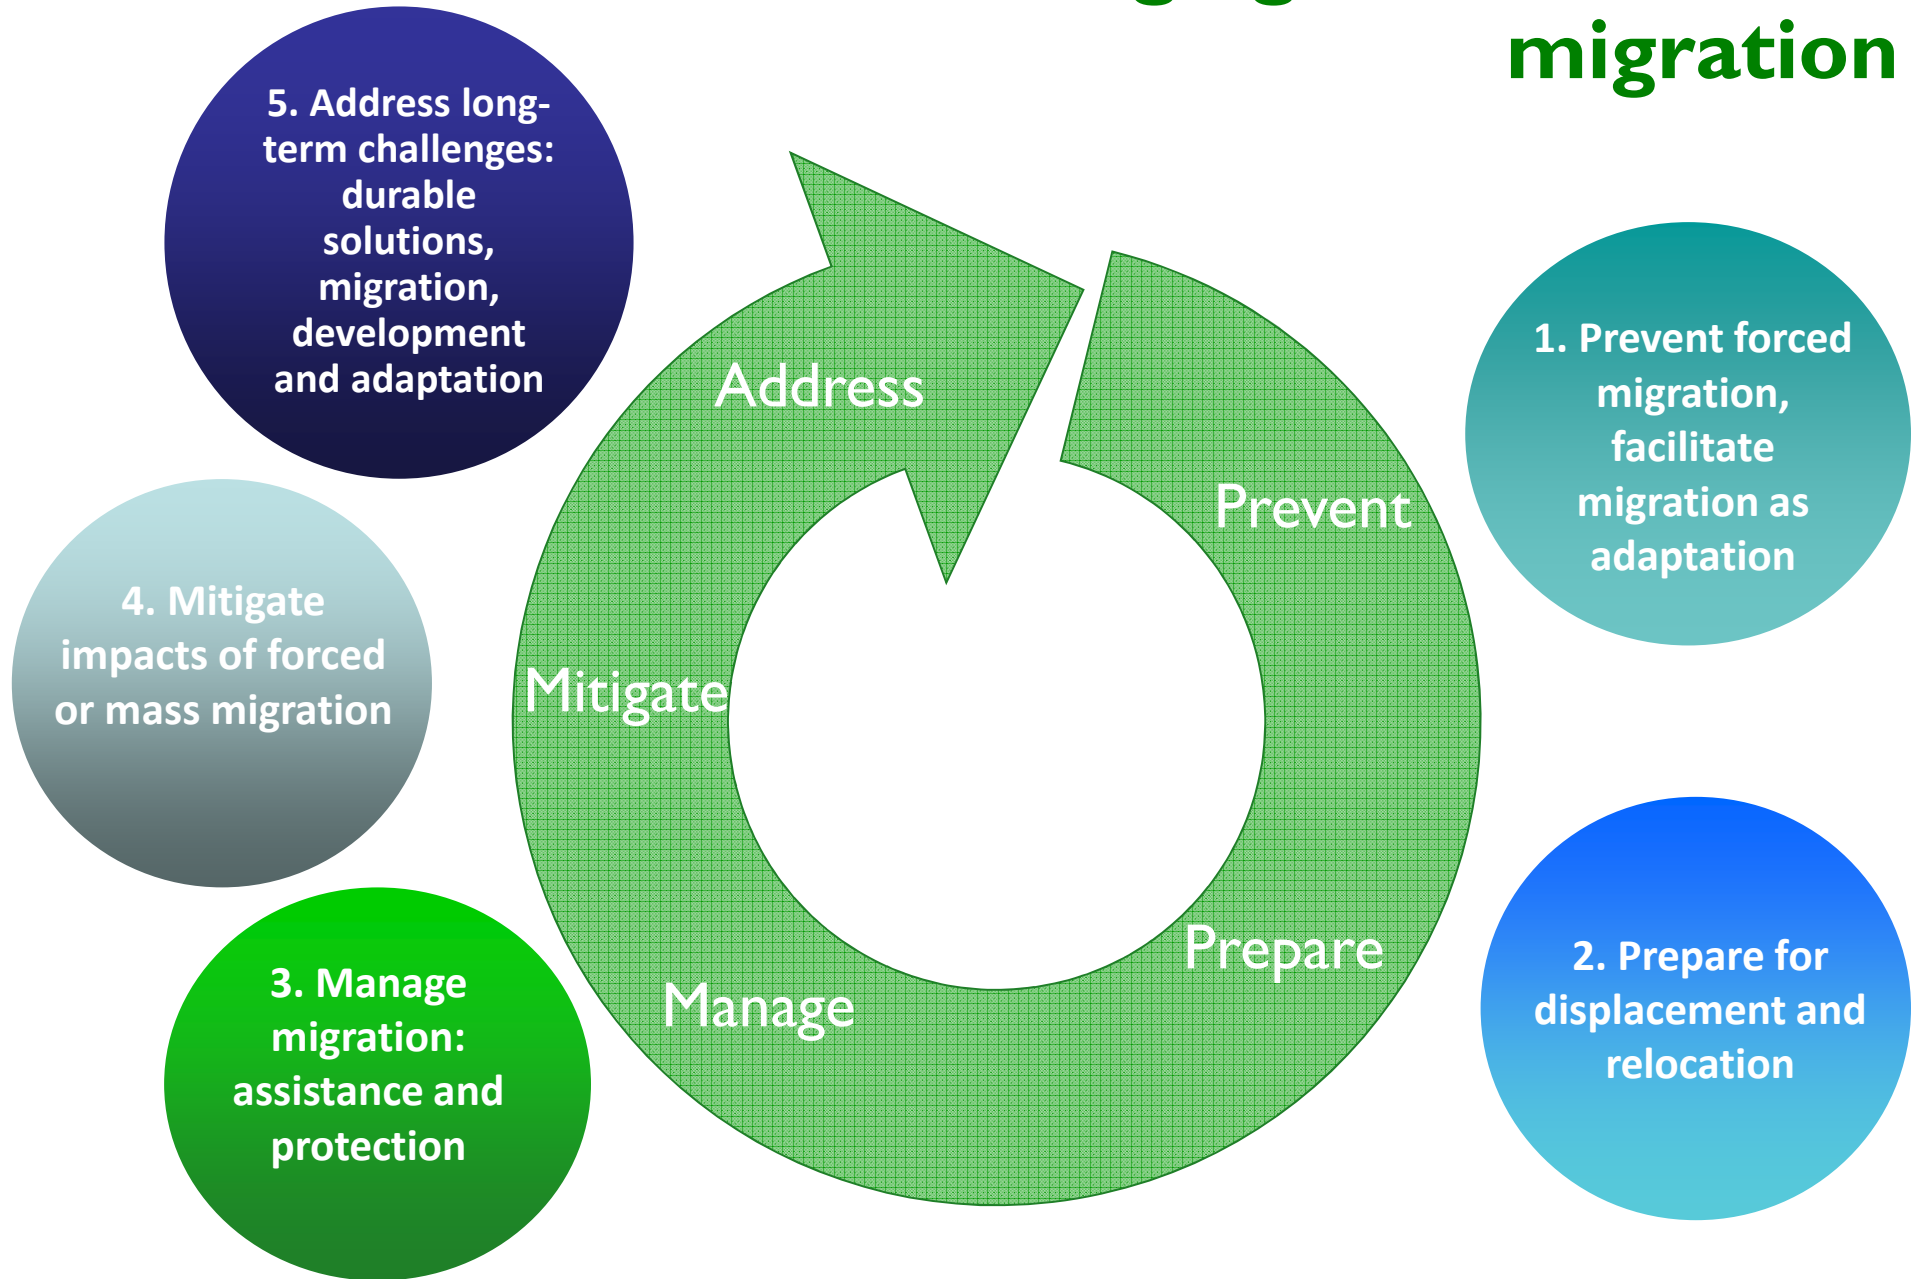 migration
5. Address long-
term challenges:
durable
solutions,
migration,
development
and adaptation
1. Prevent forced
migration,
facilitate
migration as
adaptation
4. Mitigate
impacts of forced
or mass migration
3. Manage
migration:
assistance and
protection
2. Prepare for
displacement and
relocation
Address
Prevent
Mitigate
Prepare
Manage